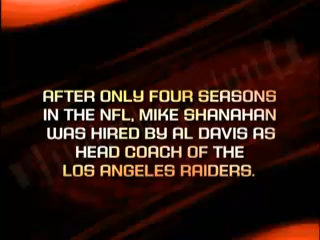 AFTER ONLY FOUR SEASONS
IN THE NFL, MIKE SHANAHAN
WAS HIRED BY AL DAVIS AS
HEAD COACH OF THE
LOS ANGELES RAIDERS.